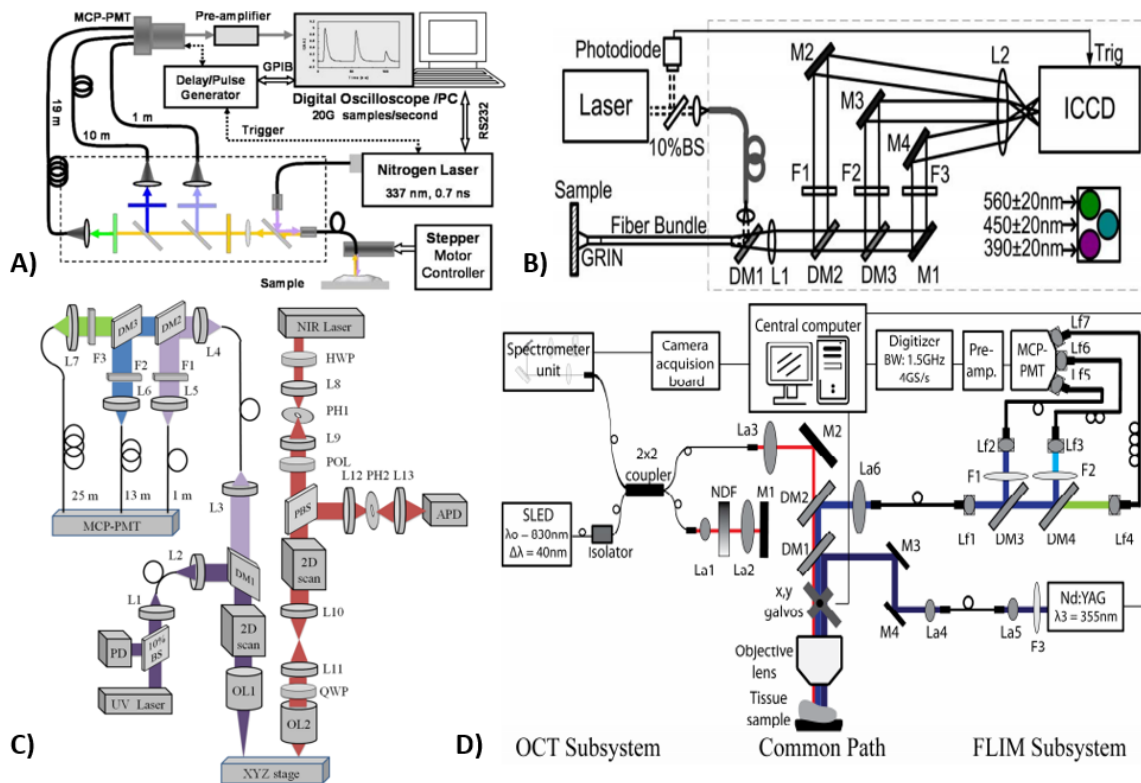 MCP-PMT
Pre-amplifier
GPIB
Delay/Pulse
Generator
Digital Oscilloscope /PC
20G samples/second
RS232
Trigger
19 m
10 m
1 m
Nitrogen Laser
337 nm, 0.7 ns
Stepper
Motor
Controller
Sample
A)
Photodiode
Laser
10%BS
M2
M3
M4
L2
Trig
ICCD
F1
F2
F3
Sample
Fiber Bundle
GRIN
DM1
L1
DM2
DM3
M1
560±20nm
450±20nm
390±20nm
B)
DM3
DM2
L4
L7
F3
F2
F1
L6
L5
25 m
13 m
1 m
MCP-PMT
L3
L2
L1
DM1
PD
10%
BS
2D
scan
UV Laser
OL1
NIR Laser
HWP
L8
PH1
L9
POL
L12
PH2
L13
PBS
APD
2D
scan
L10
L11
QWP
OL2
XYZ stage
C)
Spectrometer
unit
Camera
acquision
board
Central computer
Digitizer
BW: 1.5GHz
4GS/s
Pre-
amp.
MCP-
PMT
Lf7
Lf6
Lf5
La3
M2
2x2
coupler
DM2
La6
Lf2
Lf3
F1
F2
SLED
λo – 830nm
Δλ = 40nm
Isolator
NDF
M1
La1
La2
DM1
Lf1
DM3
DM4
Lf4
M3
x,y
galvos
M4
La4
La5
F3
Nd:YAG
λ3 = 355nm
Objective
lens
Tissue
sample
D)
OCT Subsystem
Common Path
FLIM Subsystem